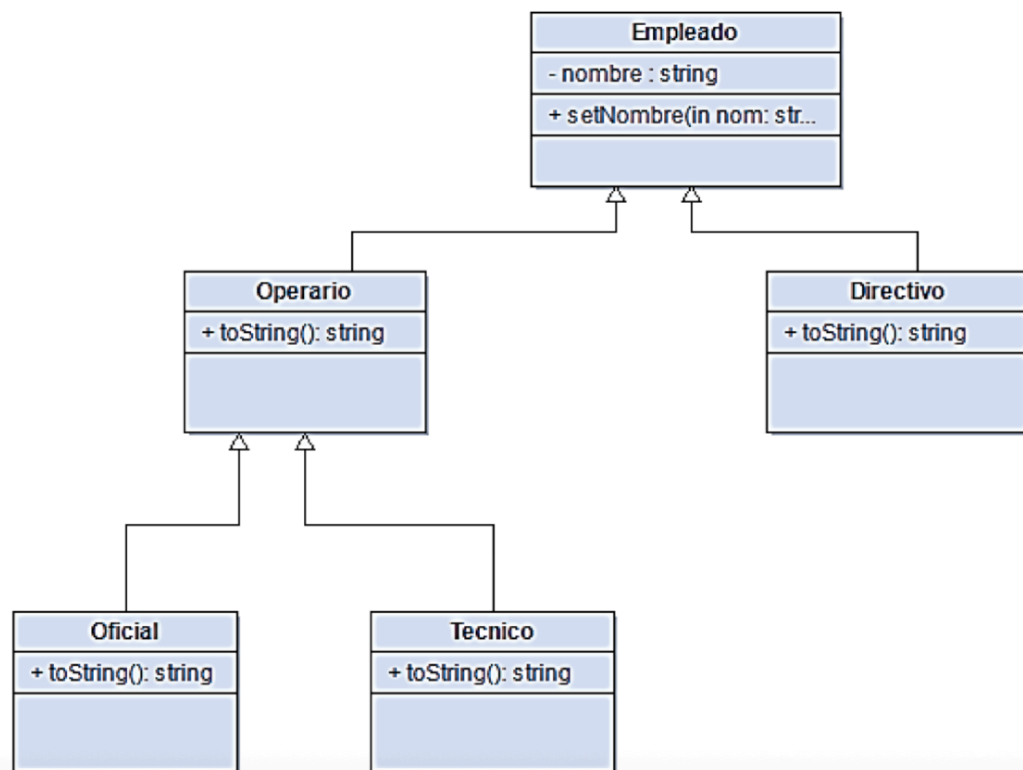 Empleado
- nombre : string
+ setNombre(in nom: str...
Operario
+ toString(): string
Directivo
+ toString(): string
Oficial
+ toString(): string
Tecnico
+ toString(): string